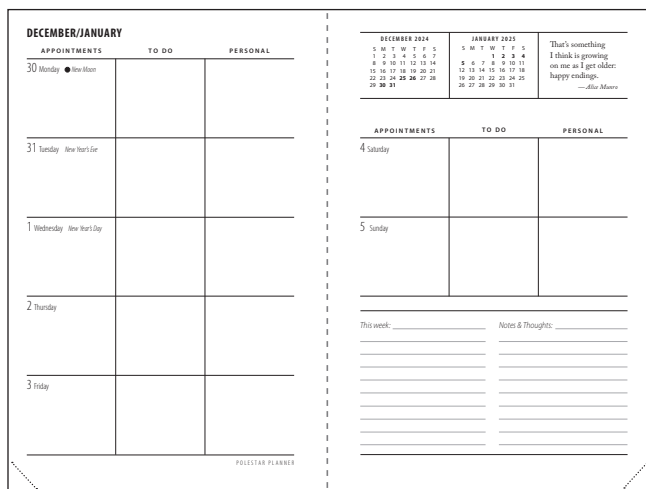 DECEMBER/JANUARY
APPOINTMENTS TO DO PERSONAL
30 Monday New Moon
31 Tuesday New Year's Eve
1 Wednesday New Year's Day
2 Thursday
3 Friday
POLESTAR PLANNER
DECEMBER 2024
S M T W T F S
1 2 3 4 5 6 7
8 9 10 11 12 13 14
15 16 17 18 19 20 21
22 23 24 25 26 27 28
29 30 31
JANUARY 2025
S M T W T F S
1 2 3 4
5 6 7 8 9 10 11
12 13 14 15 16 17 18
19 20 21 22 23 24 25
26 27 28 29 30 31
That's something
I think is growing
on me as I get older:
happy endings.
— Alice Munro
APPOINTMENTS TO DO PERSONAL
4 Saturday
5 Sunday
This week:
Notes & Thoughts: